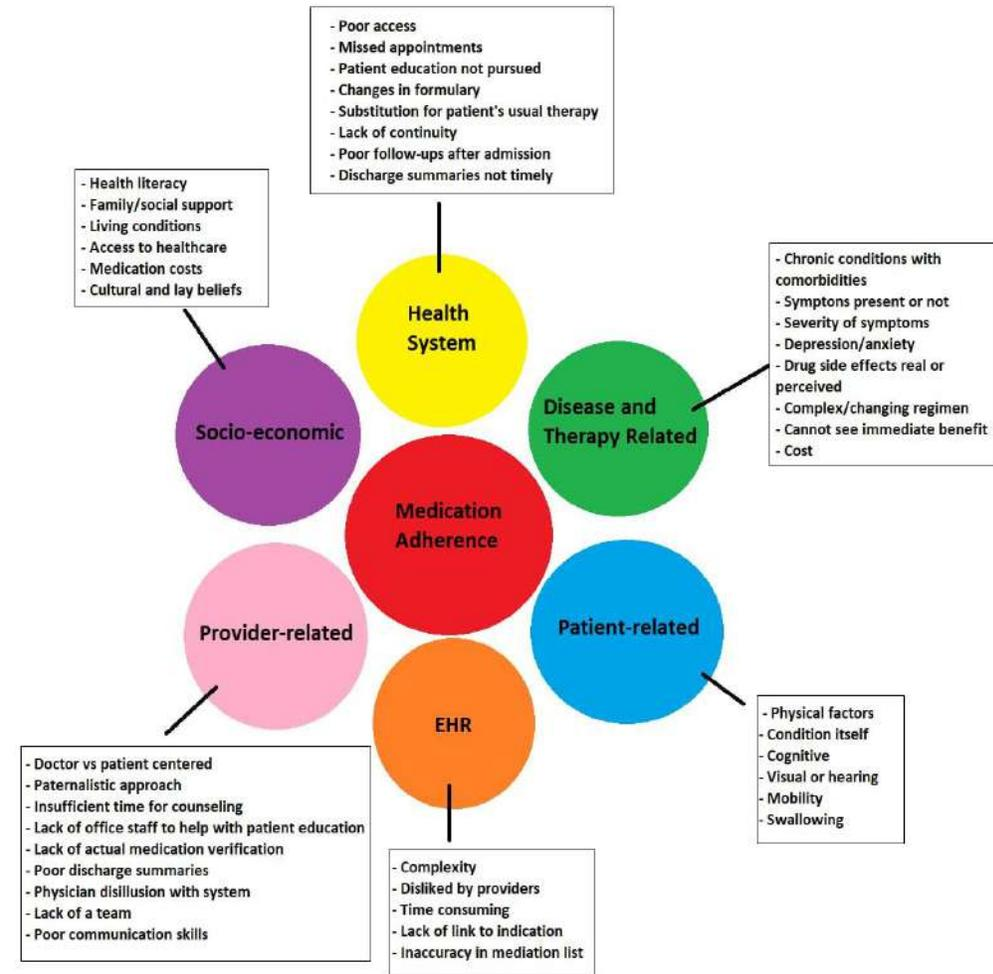 - Poor access
- Missed appointments
- Patient education not pursued
- Changes in formulary
- Substitution for patient's usual therapy
- Lack of continuity
- Poor follow-ups after admission
- Discharge summaries not timely
- Health literacy
- Family/social support
- Living conditions
- Access to healthcare
- Medication costs
- Cultural and lay beliefs
- Chronic conditions with
comorbidities
- Symptons present or not
- Severity of symptoms
- Depression/anxiety
- Drug side effects real or
perceived
- Complex/changing regimen
- Cannot see immediate benefit
- Cost
Health
System
Socio-economic
Disease and
Therapy Related
Medication
Adherence
Provider-related
Patient-related
EHR
- Physical factors
- Condition itself
- Cognitive
- Visual or hearing
- Mobility
- Swallowing
- Doctor vs patient centered
- Paternalistic approach
- Insufficient time for counseling
- Lack of office staff to help with patient education
- Lack of actual medication verification
- Poor discharge summaries
- Physician disillusion with system
- Lack of a team
- Poor communication skills
- Complexity
- Disliked by providers
- Time consuming
- Lack of link to indication
- Inaccuracy in mediation list